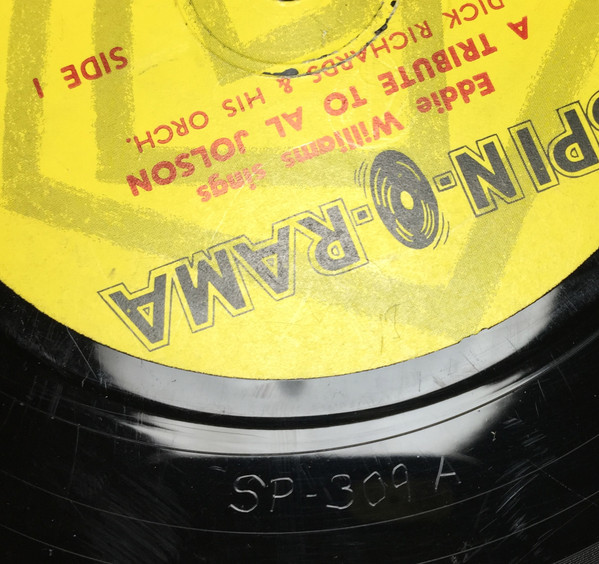 SPIN-O-RAMA
Eddie Williams sings
A TRIBUTE TO AL JOLSON
DICK RICHARDS & HIS ORCH.
SIDE 1
SP-309 A